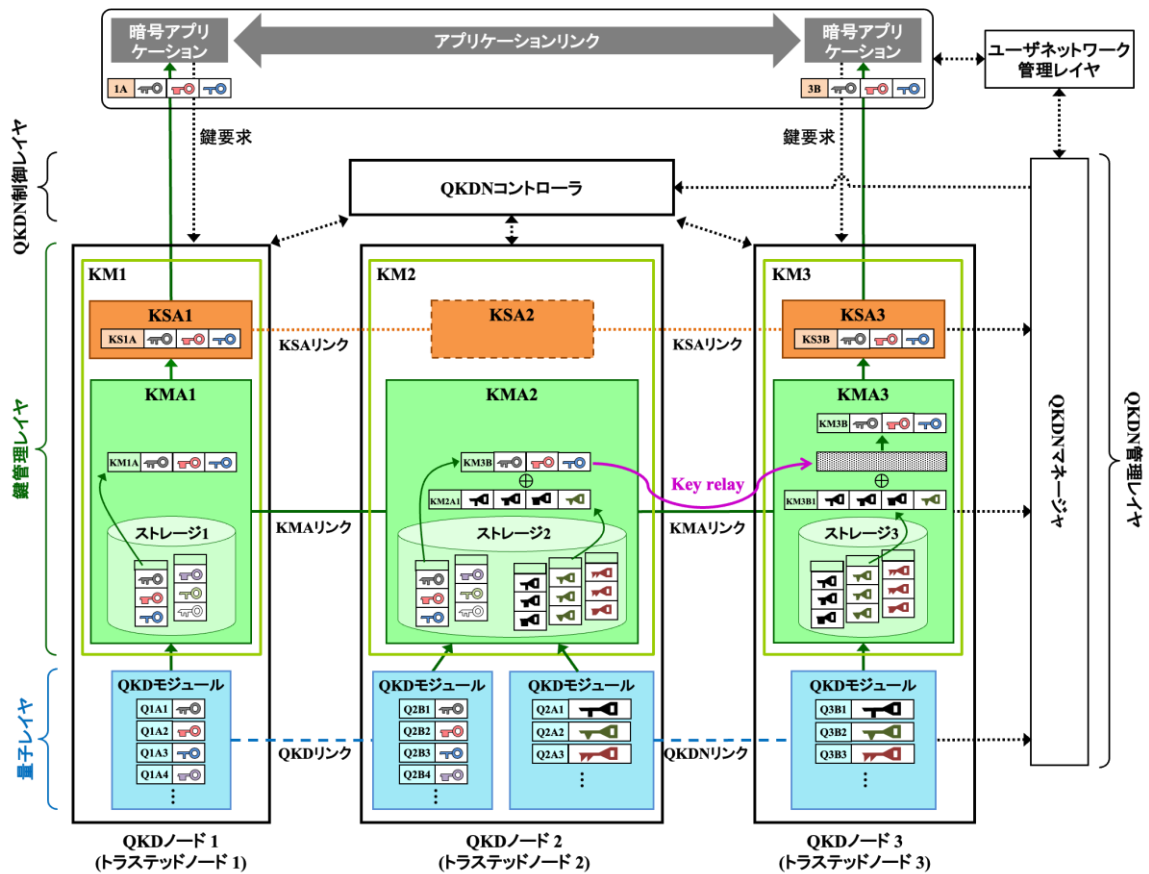 暗号アプリ
ケーション
アプリケーションリンク
暗号アプリ
ケーション
ユーザネットワーク
管理レイヤ
1A
3B
鍵要求
鍵要求
QKDN制御レイヤ
QKDNコントローラ
KM1
KM2
KM3
KSA1
KS1A
KSAリンク
KSA2
KSAリンク
KSA3
KS3B
鍵管理レイヤ
KMA1
KMA2
KMA3
KM3B
KM1A
KM3B
Key relay
KM2A1
KM3B1
ストレージ1
KMAリンク
ストレージ2
KMAリンク
ストレージ3
QKDNマネージャ
QKDN管理レイヤ
量子レイヤ
QKDモジュール
Q1A1
Q1A2
Q1A3
Q1A4
⋮
QKDリンク
QKDモジュール
Q2B1
Q2B2
Q2B3
Q2B4
⋮
QKDモジュール
Q2A1
Q2A2
Q2A3
⋮
QKDNリンク
QKDモジュール
Q3B1
Q3B2
Q3B3
⋮
QKDノード 1
(トラステッドノード 1)
QKDノード 2
(トラステッドノード 2)
QKDノード 3
(トラステッドノード 3)